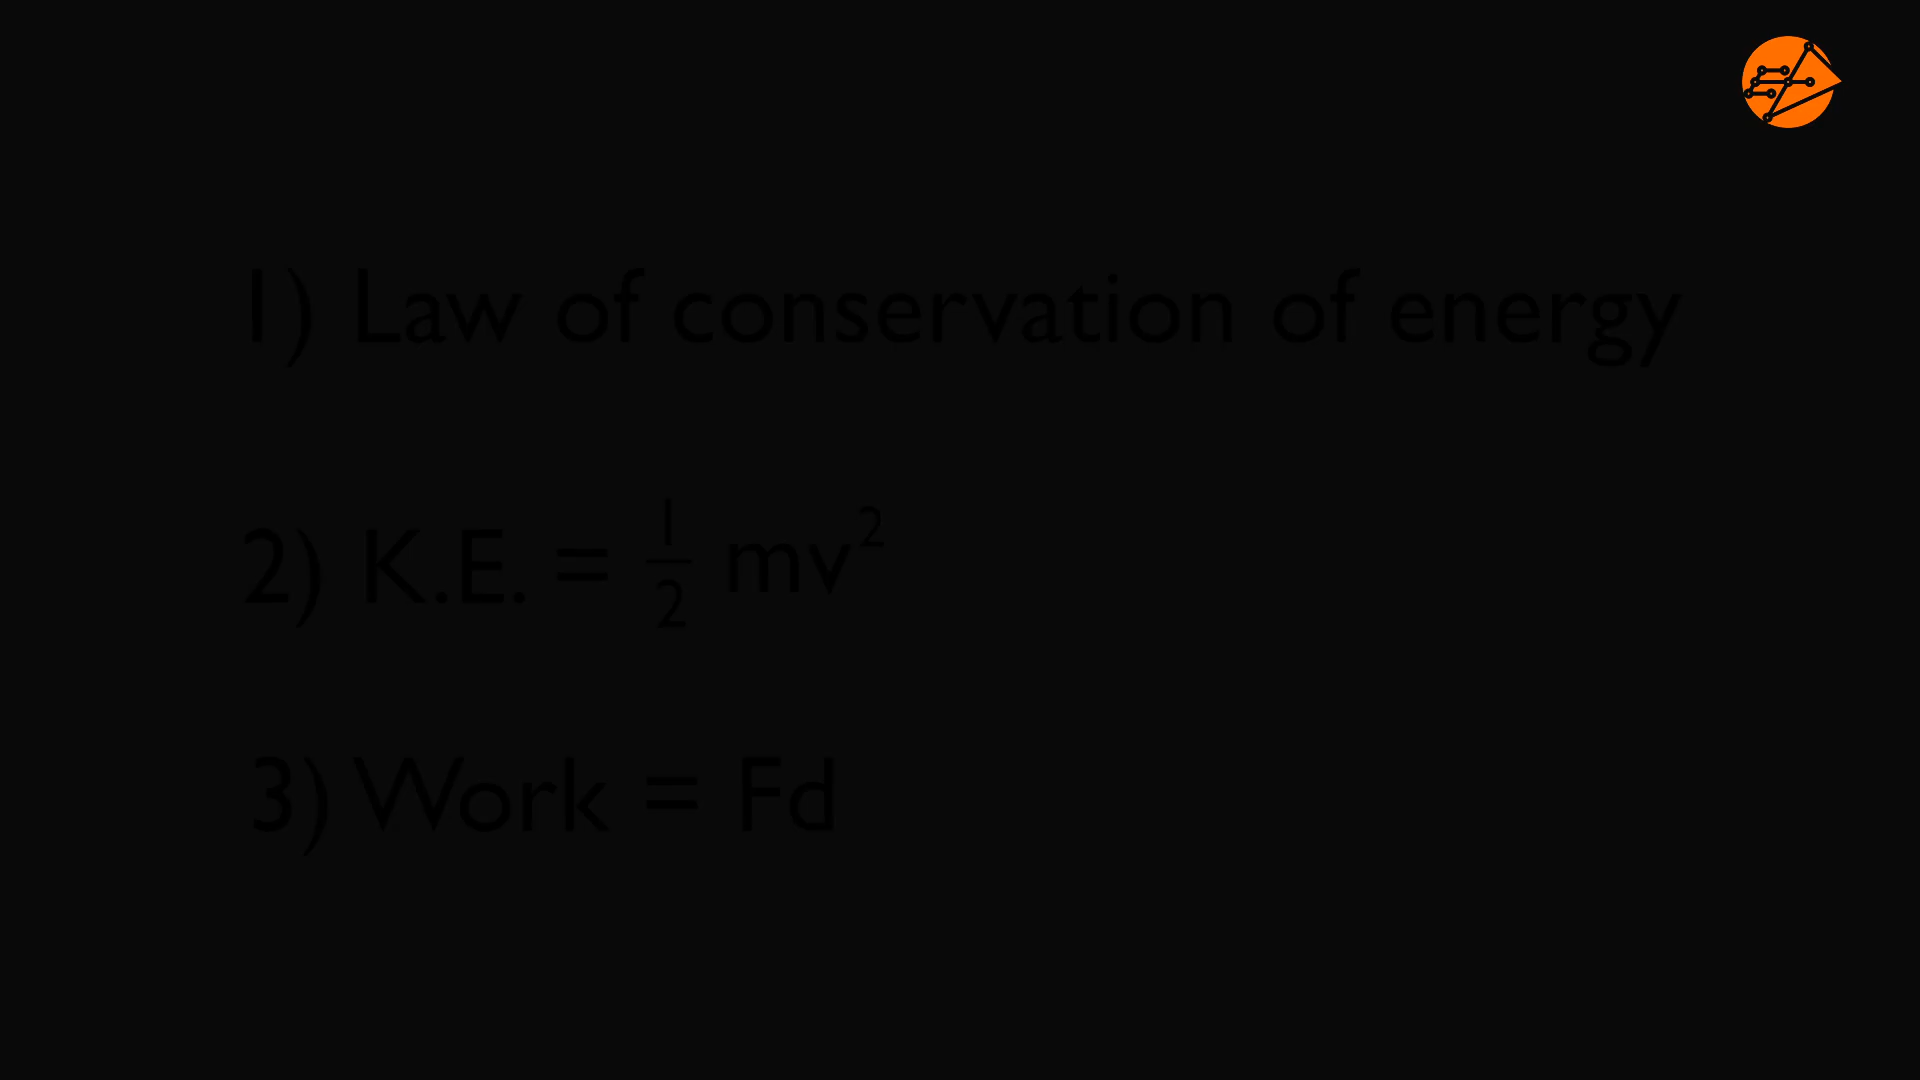 1) Law of conservation of energy
2) K.E. = 1/2 mv²
3) Work = Fd